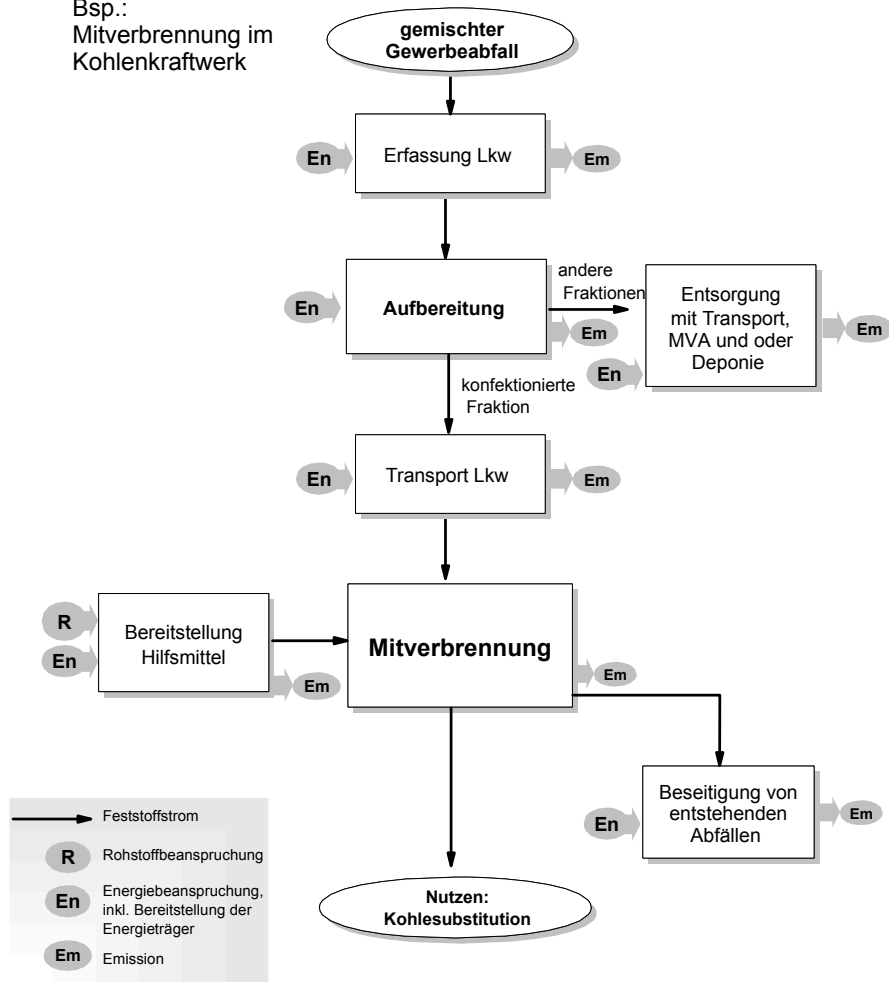 Bsp.:
Mitverbrennung im
Kohlenkraftwerk
gemischter
Gewerbeabfall
En
Erfassung Lkw
Em
En
Aufbereitung
Em
andere
Fraktionen
Entsorgung
mit Transport,
MVA und oder
Deponie
En
Em
konfektionierte
Fraktion
En
Transport Lkw
Em
R
En
Bereitstellung
Hilfsmittel
Em
Mitverbrennung
Em
En
Beseitigung von
entstehenden
Abfällen
Em
Nutzen:
Kohlesubstitution
Feststoffstrom
R
Rohstoffbeanspruchung
En
Energiebeanspruchung,
inkl. Bereitstellung der
Energieträger
Em
Emission